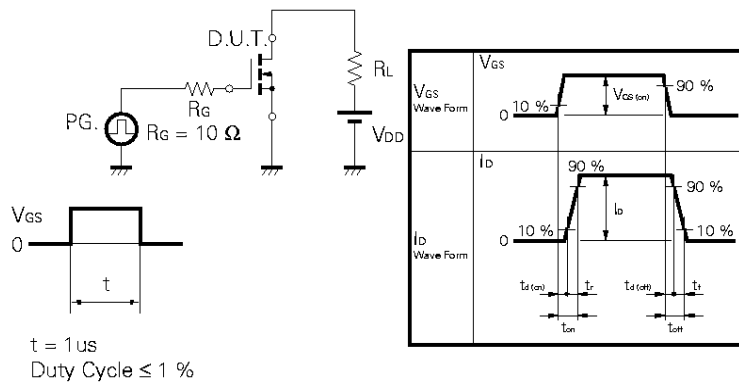 D.U.T.
RL
RG
PG.
RG = 10 Ω
VDD
VGS
0
t
t = 1us
Duty Cycle ≤ 1 %
VGS
Wave Form
VGS
10 %
0
VGS (on)
90 %
ID
Wave Form
ID
90 %
90 %
10 %
0
ID
10 %
td (on)
tr
td (off)
tf
ton
toff